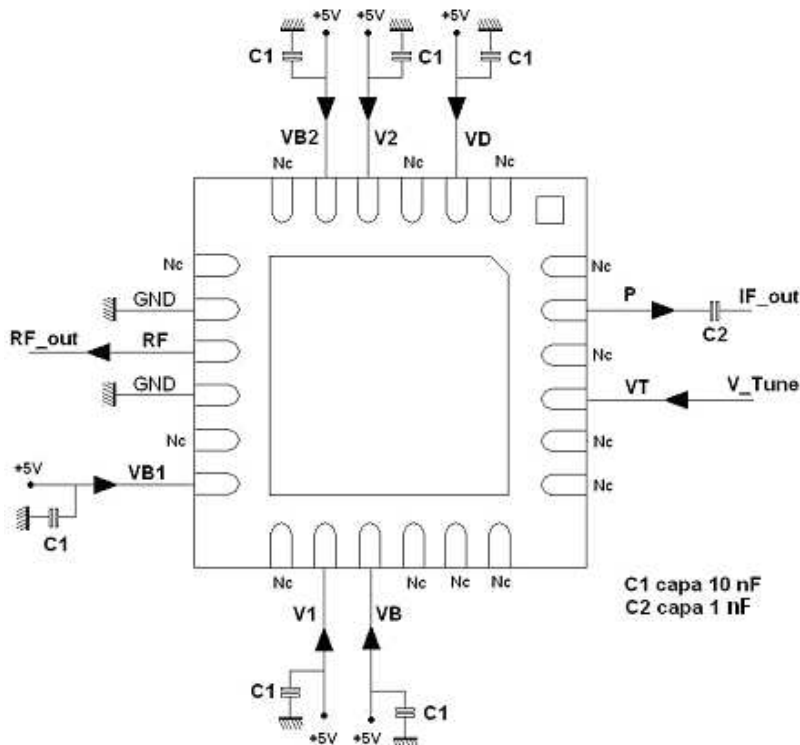 +5V +5V +5V
C1 C1 C1
VB2 V2 VD
Nc Nc Nc
Nc Nc
GND P IF_out
C2
RF_out RF
Nc
GND VT V_Tune
Nc Nc
+5V VB1 Nc
C1
Nc Nc Nc Nc
C1 capa 10 nF
C2 capa 1 nF
V1 VB
C1 C1
+5V +5V